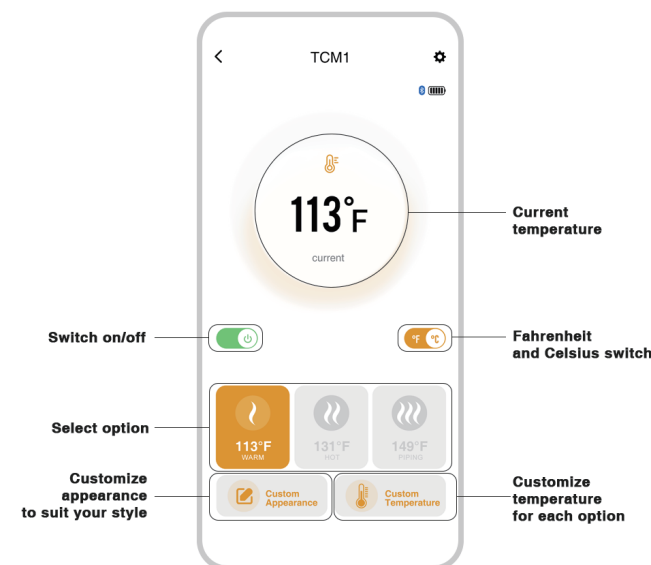 TCM1
113°F
current
Current
temperature
Switch on/off
°F °C
Fahrenheit
and Celsius switch
Select option
113°F
WARM
131°F
HOT
149°F
PIPING
Customize
appearance
to suit your style
Custom
Appearance
Custom
Temperature
Customize
temperature
for each option